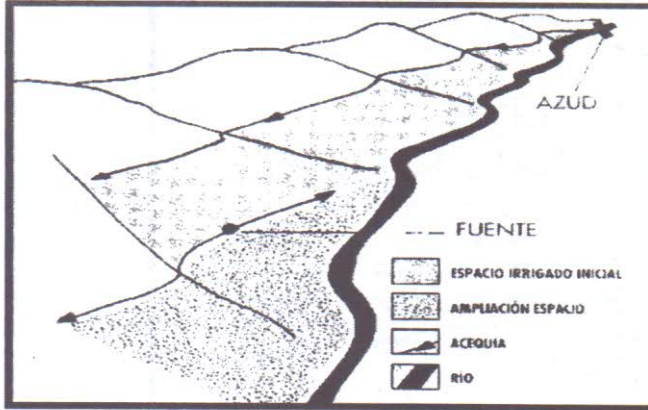 AZUD
FUENTE
ESPACIO IRRIGADO INICIAL
AMPLIACIÓN ESPACIO
ACEQUIA
RIO